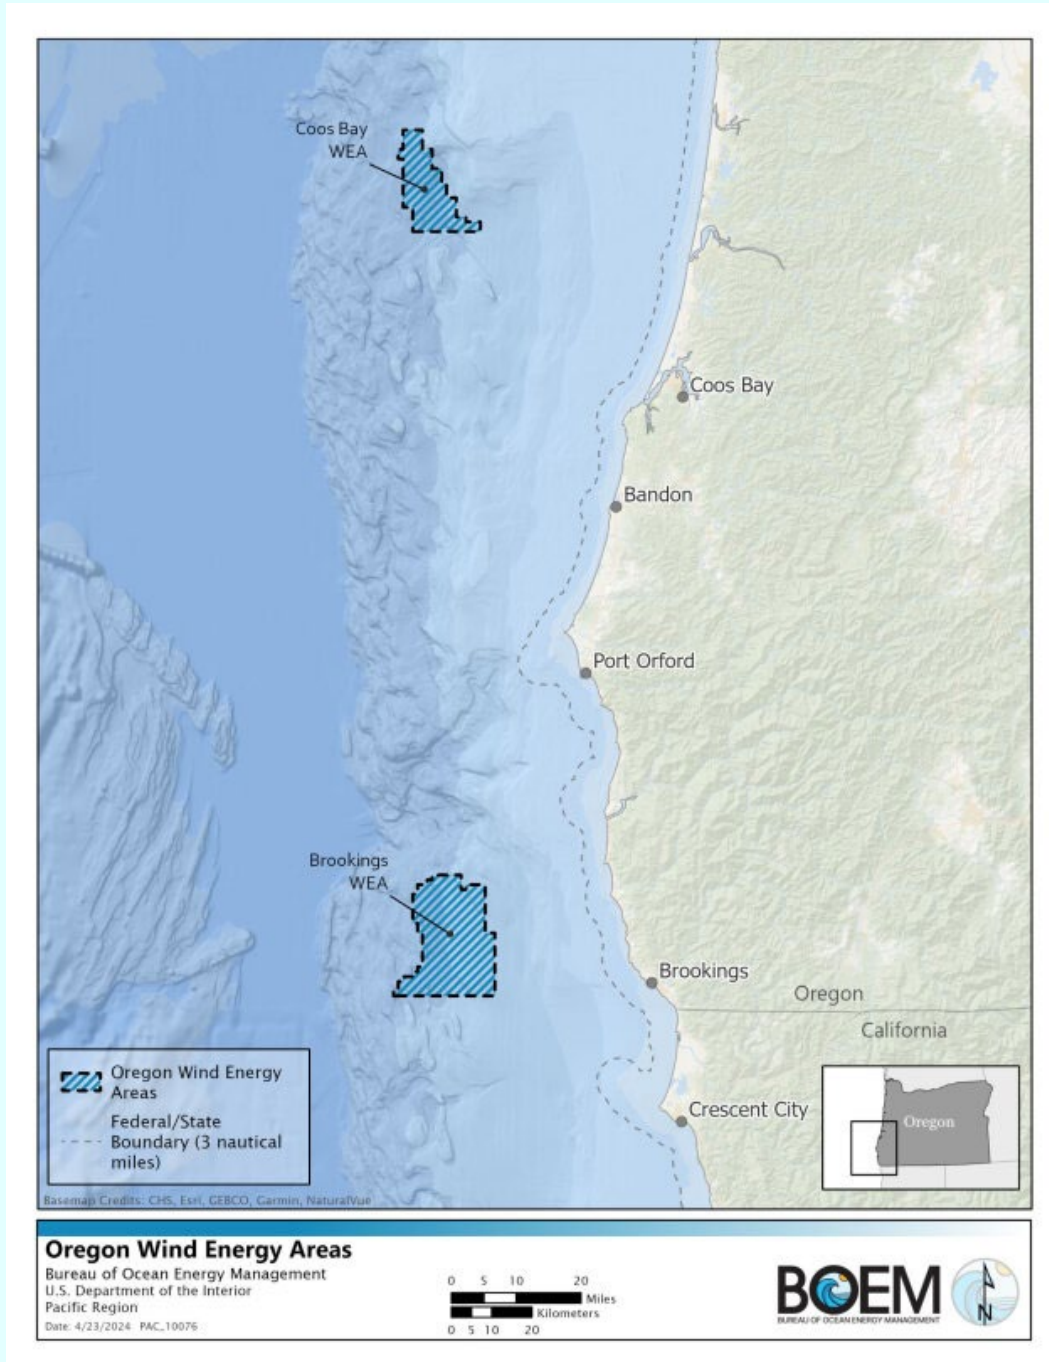 Coos Bay
WEA
Coos Bay
Bandon
Port Orford
Brookings
WEA
Brookings
Oregon
California
Crescent City
Oregon Wind Energy
Areas
Federal/State
Boundary (3 nautical
miles)
Oregon
Basemap Credits: CHS, Esri, GEBCO, Garmin, NaturalVue
Oregon Wind Energy Areas
Bureau of Ocean Energy Management
U.S. Department of the Interior
Pacific Region
Date: 4/23/2024 PAC_10076
0 5 10 20
Miles
Kilometers
0 5 10 20
BOEM
BUREAU OF OCEAN ENERGY MANAGEMENT
N